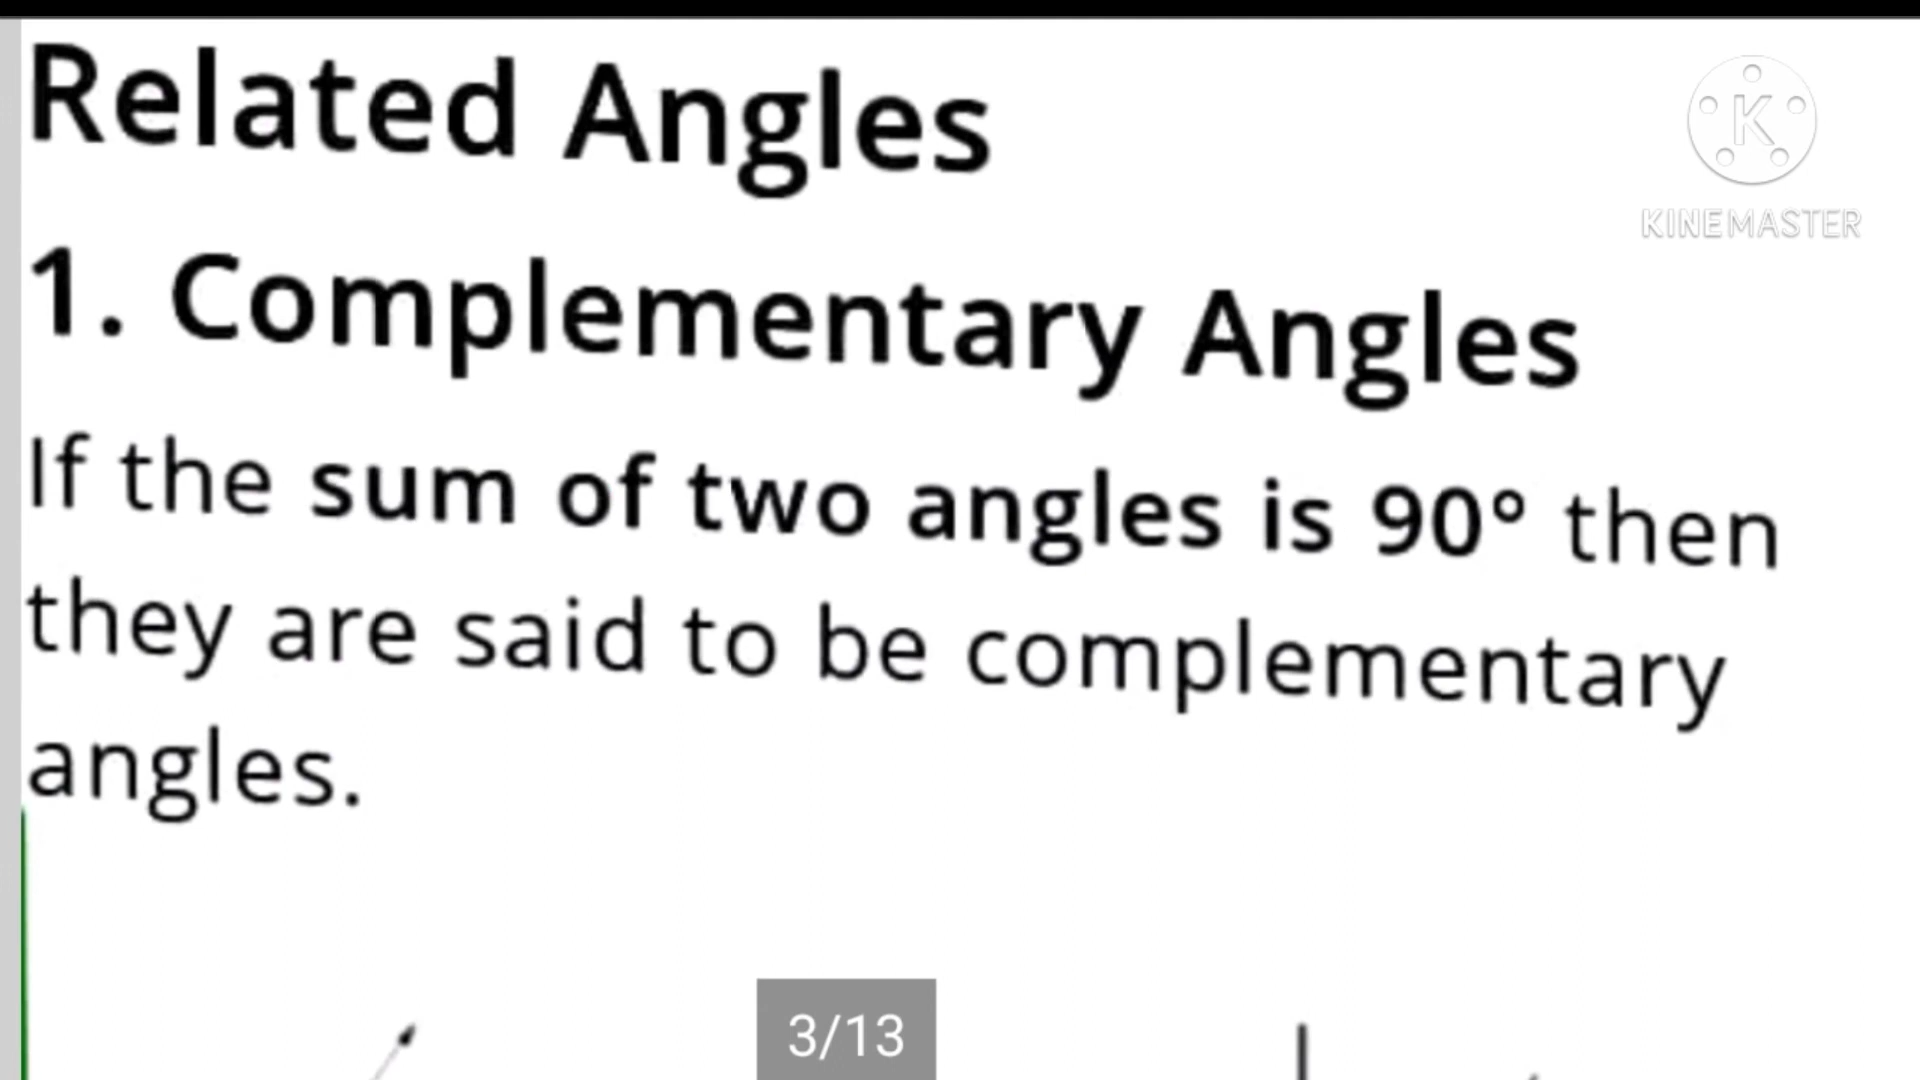 Related Angles
K
KINEMASTER
1. Complementary Angles
If the sum of two angles is 90° then
they are said to be complementary
angles.
3/13